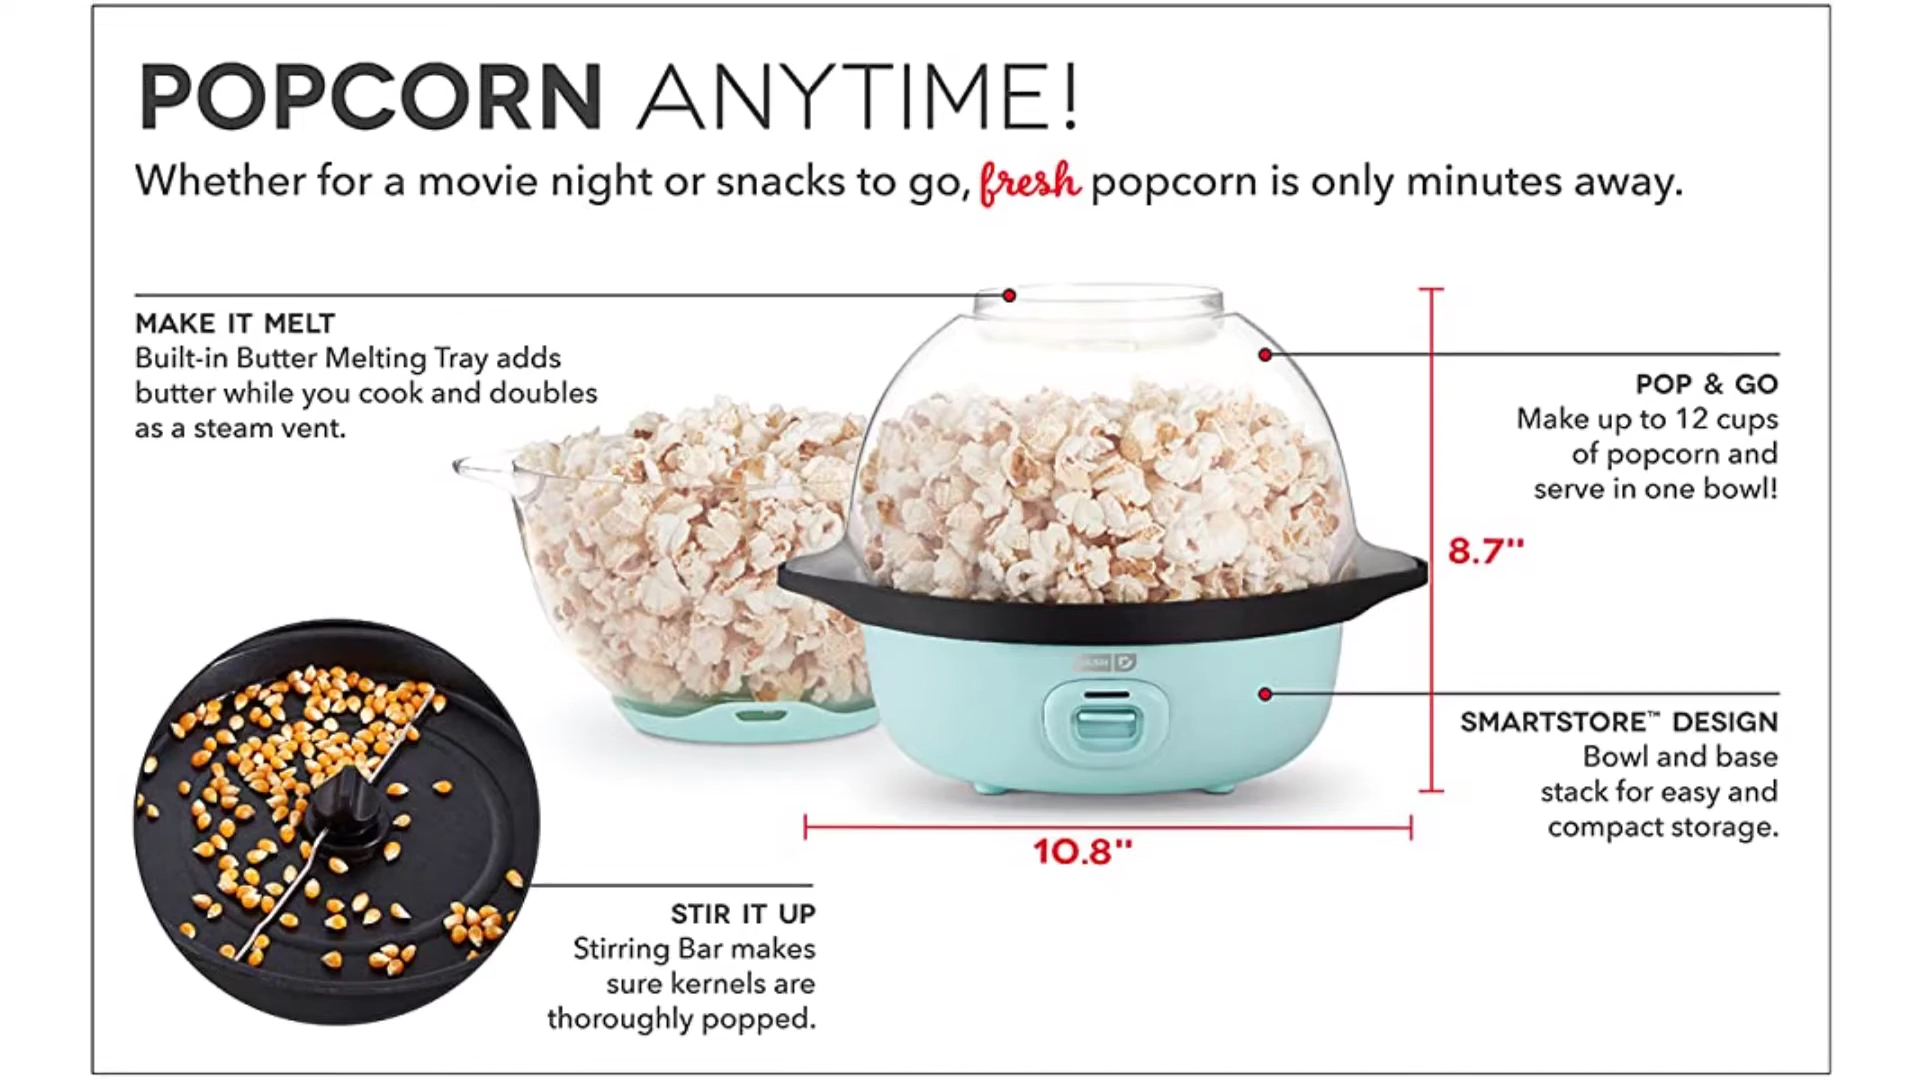 POPCORN ANYTIME!
Whether for a movie night or snacks to go, fresh popcorn is only minutes away.
MAKE IT MELT
Built-in Butter Melting Tray adds
butter while you cook and doubles
as a steam vent.
POP & GO
Make up to 12 cups
of popcorn and
serve in one bowl!
8.7"
SMARTSTORE™ DESIGN
Bowl and base
stack for easy and
compact storage.
10.8"
STIR IT UP
Stirring Bar makes
sure kernels are
thoroughly popped.